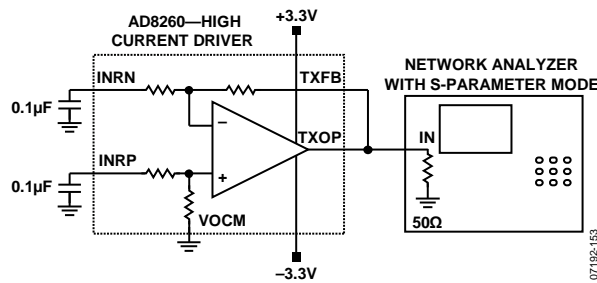 AD8260—HIGH
CURRENT DRIVER
+3.3V
INRN
TXFB
NETWORK ANALYZER
WITH S-PARAMETER MODE
0.1µF
–
TXOP
IN
INRP
+
0.1µF
VOCM
50Ω
–3.3V
07192-153